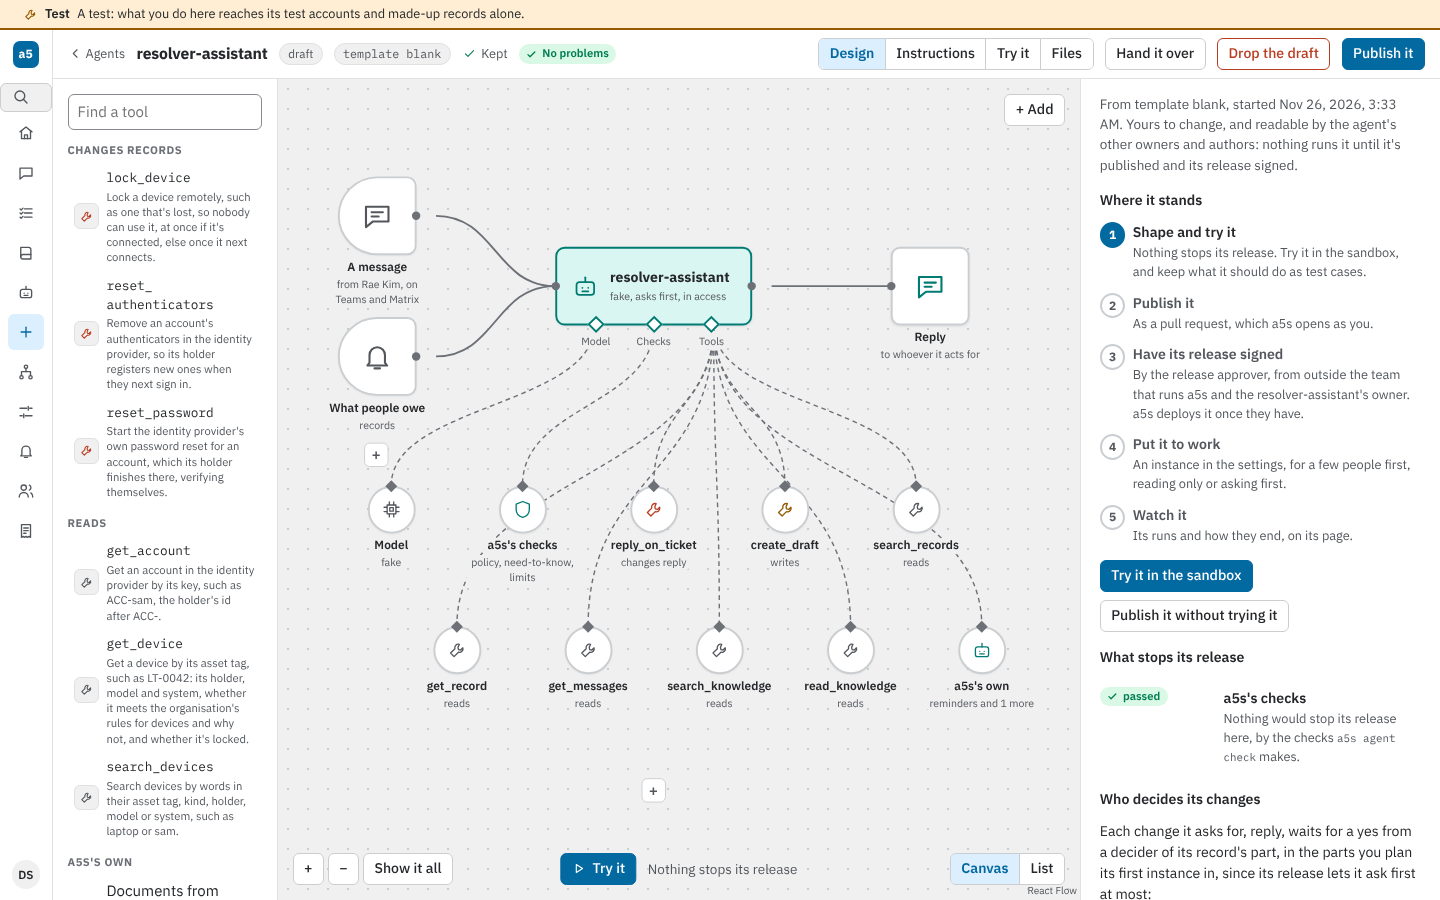 Test A test: what you do here reaches its test accounts and made-up records alone.
a5
Agents
resolver-assistant
draft
template blank
Kept
No problems
Design
Instructions
Try it
Files
Hand it over
Drop the draft
Publish it
Find a tool
CHANGES RECORDS
lock_device
Lock a device remotely, such
as one that's lost, so nobody
can use it, at once if it's
connected, else once it next
connects.
reset_
authenticators
Remove an account's
authenticators in the identity
provider, so its holder
registers new ones when
they next sign in.
reset_password
Start the identity provider's
own password reset for an
account, which its holder
finishes there, verifying
themselves.
READS
get_account
Get an account in the identity
provider by its key, such as
ACC-sam, the holder's id
after ACC-.
get_device
Get a device by its asset tag,
such as LT-0042: its holder,
model and system, whether
it meets the organisation's
rules for devices and why
not, and whether it's locked.
search_devices
Search devices by words in
their asset tag, kind, holder,
model or system, such as
laptop or sam.
A5S'S OWN
Documents from
DS
+ Add
A message
from Rae Kim, on
Teams and Matrix
What people owe
records
+
resolver-assistant
fake, asks first, in access
Model
Checks
Tools
Reply
to whoever it acts for
Model
fake
a5s's checks
policy, need-to-know,
limits
reply_on_ticket
changes reply
create_draft
writes
search_records
reads
get_record
reads
get_messages
reads
search_knowledge
reads
read_knowledge
reads
a5s's own
reminders and 1 more
+
+
−
Show it all
Try it
Nothing stops its release
Canvas
List
React Flow
From template blank, started Nov 26, 2026, 3:33
AM. Yours to change, and readable by the agent's
other owners and authors: nothing runs it until it's
published and its release signed.
Where it stands
1
Shape and try it
Nothing stops its release. Try it in the sandbox,
and keep what it should do as test cases.
2
Publish it
As a pull request, which a5s opens as you.
3
Have its release signed
By the release approver, from outside the team
that runs a5s and the resolver-assistant's owner.
a5s deploys it once they have.
4
Put it to work
An instance in the settings, for a few people first,
reading only or asking first.
5
Watch it
Its runs and how they end, on its page.
Try it in the sandbox
Publish it without trying it
What stops its release
passed
a5s's checks
Nothing would stop its release
here, by the checks a5s agent
check makes.
Who decides its changes
Each change it asks for, reply, waits for a yes from
a decider of its record's part, in the parts you plan
its first instance in, since its release lets it ask first
at most: